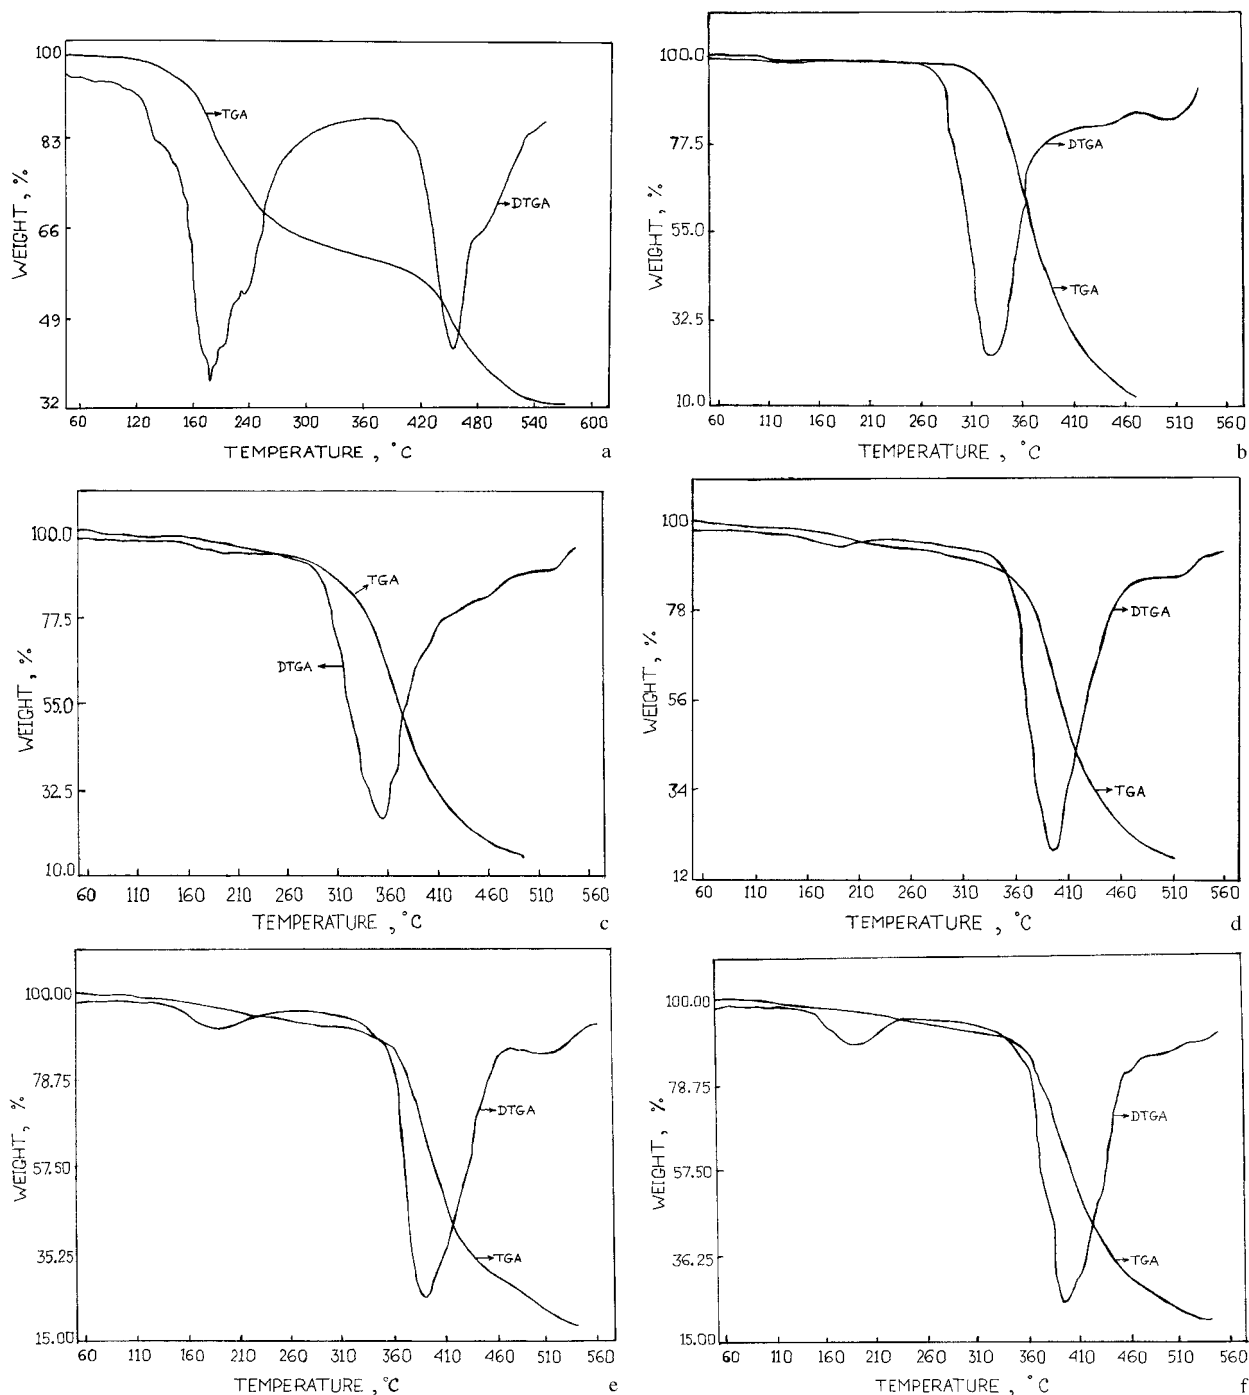 100
83
66
49
32
WEIGHT, %
TGA
DTGA
60 120 180 240 300 360 420 480 540 600
TEMPERATURE, °C
a
100.0
77.5
55.0
32.5
10.0
WEIGHT, %
DTGA
TGA
60 110 160 210 260 310 360 410 460 510 560
TEMPERATURE, °C
b
100.0
77.5
55.0
32.5
10.0
WEIGHT, %
TGA
DTGA
60 110 160 210 260 310 360 410 460 510 560
TEMPERATURE, °C
c
100
78
56
34
12
WEIGHT, %
DTGA
TGA
60 110 160 210 260 310 360 410 460 510 560
TEMPERATURE, °C
d
100.00
78.75
57.50
35.25
15.00
WEIGHT, %
DTGA
TGA
60 110 160 210 260 310 360 410 460 510 560
TEMPERATURE, °C
e
100.00
78.75
57.50
36.25
15.00
WEIGHT, %
DTGA
TGA
60 110 160 210 260 310 360 410 460 510 560
TEMPERATURE, °C
f